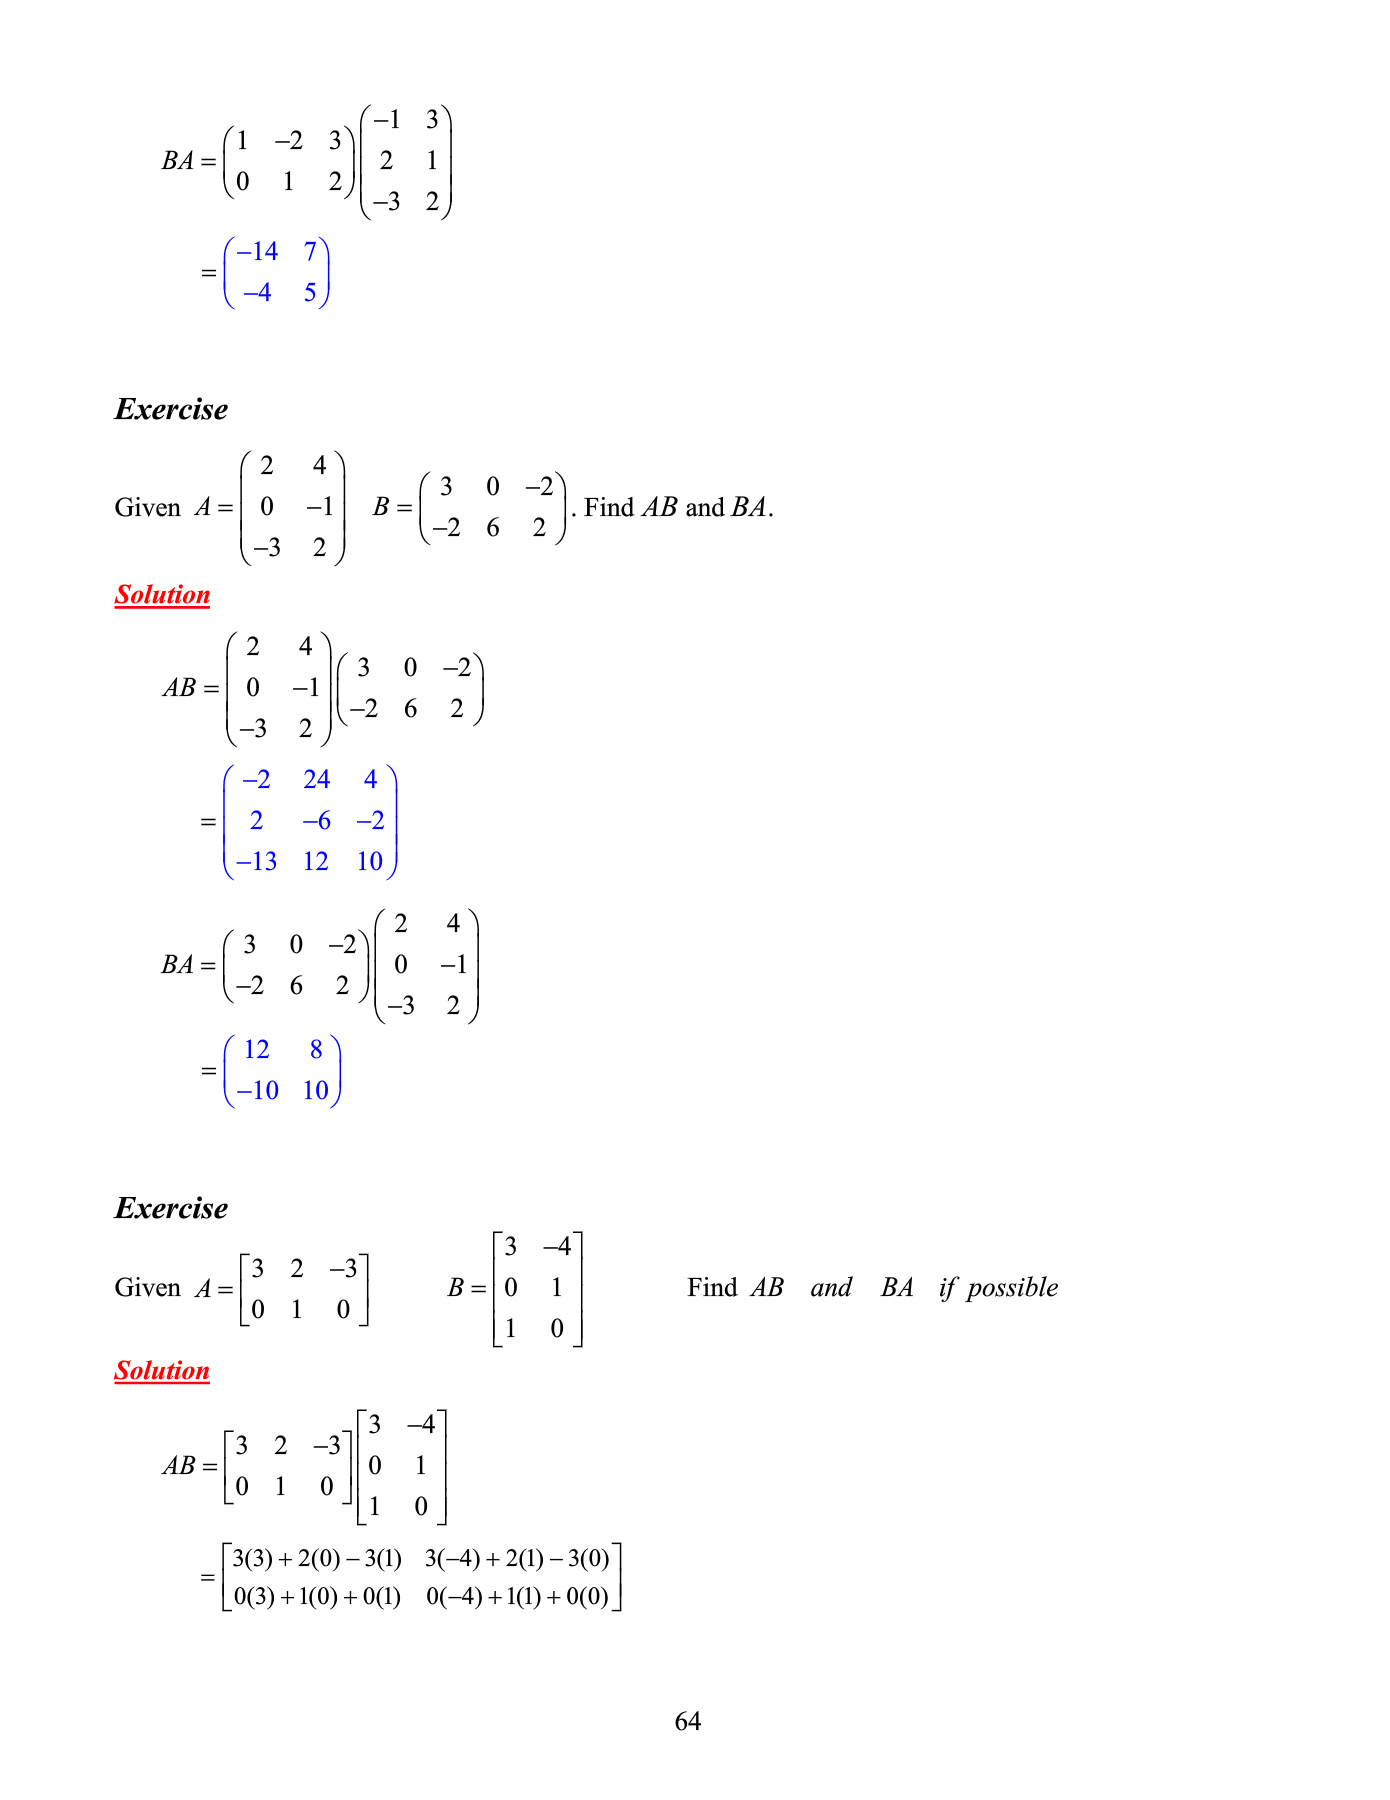 BA = \begin{pmatrix} 1 & -2 & 3 \\ 0 & 1 & 2 \end{pmatrix} \begin{pmatrix} -1 & 3 \\ 2 & 1 \\ -3 & 2 \end{pmatrix}
= \begin{pmatrix} -14 & 7 \\ -4 & 5 \end{pmatrix}
Exercise
Given A = \begin{pmatrix} 2 & 4 \\ 0 & -1 \\ -3 & 2 \end{pmatrix} B = \begin{pmatrix} 3 & 0 & -2 \\ -2 & 6 & 2 \end{pmatrix}. Find AB and BA.
Solution
AB = \begin{pmatrix} 2 & 4 \\ 0 & -1 \\ -3 & 2 \end{pmatrix} \begin{pmatrix} 3 & 0 & -2 \\ -2 & 6 & 2 \end{pmatrix}
= \begin{pmatrix} -2 & 24 & 4 \\ 2 & -6 & -2 \\ -13 & 12 & 10 \end{pmatrix}
BA = \begin{pmatrix} 3 & 0 & -2 \\ -2 & 6 & 2 \end{pmatrix} \begin{pmatrix} 2 & 4 \\ 0 & -1 \\ -3 & 2 \end{pmatrix}
= \begin{pmatrix} 12 & 8 \\ -10 & 10 \end{pmatrix}
Exercise
Given A = \begin{bmatrix} 3 & 2 & -3 \\ 0 & 1 & 0 \end{bmatrix} B = \begin{bmatrix} 3 & -4 \\ 0 & 1 \\ 1 & 0 \end{bmatrix} Find AB and BA if possible
Solution
AB = \begin{bmatrix} 3 & 2 & -3 \\ 0 & 1 & 0 \end{bmatrix} \begin{bmatrix} 3 & -4 \\ 0 & 1 \\ 1 & 0 \end{bmatrix}
= \begin{bmatrix} 3(3)+2(0)-3(1) & 3(-4)+2(1)-3(0) \\ 0(3)+1(0)+0(1) & 0(-4)+1(1)+0(0) \end{bmatrix}
64